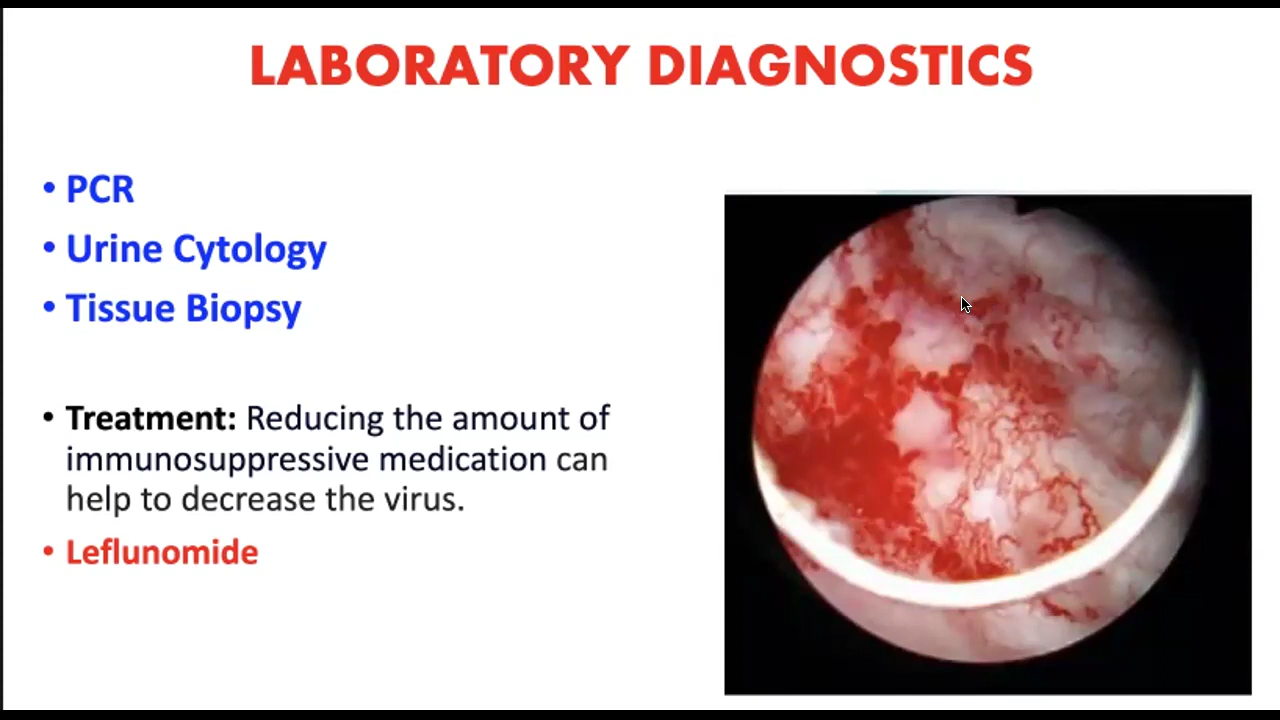 LABORATORY DIAGNOSTICS
• PCR
• Urine Cytology
• Tissue Biopsy
• Treatment: Reducing the amount of
immunosuppressive medication can
help to decrease the virus.
• Leflunomide